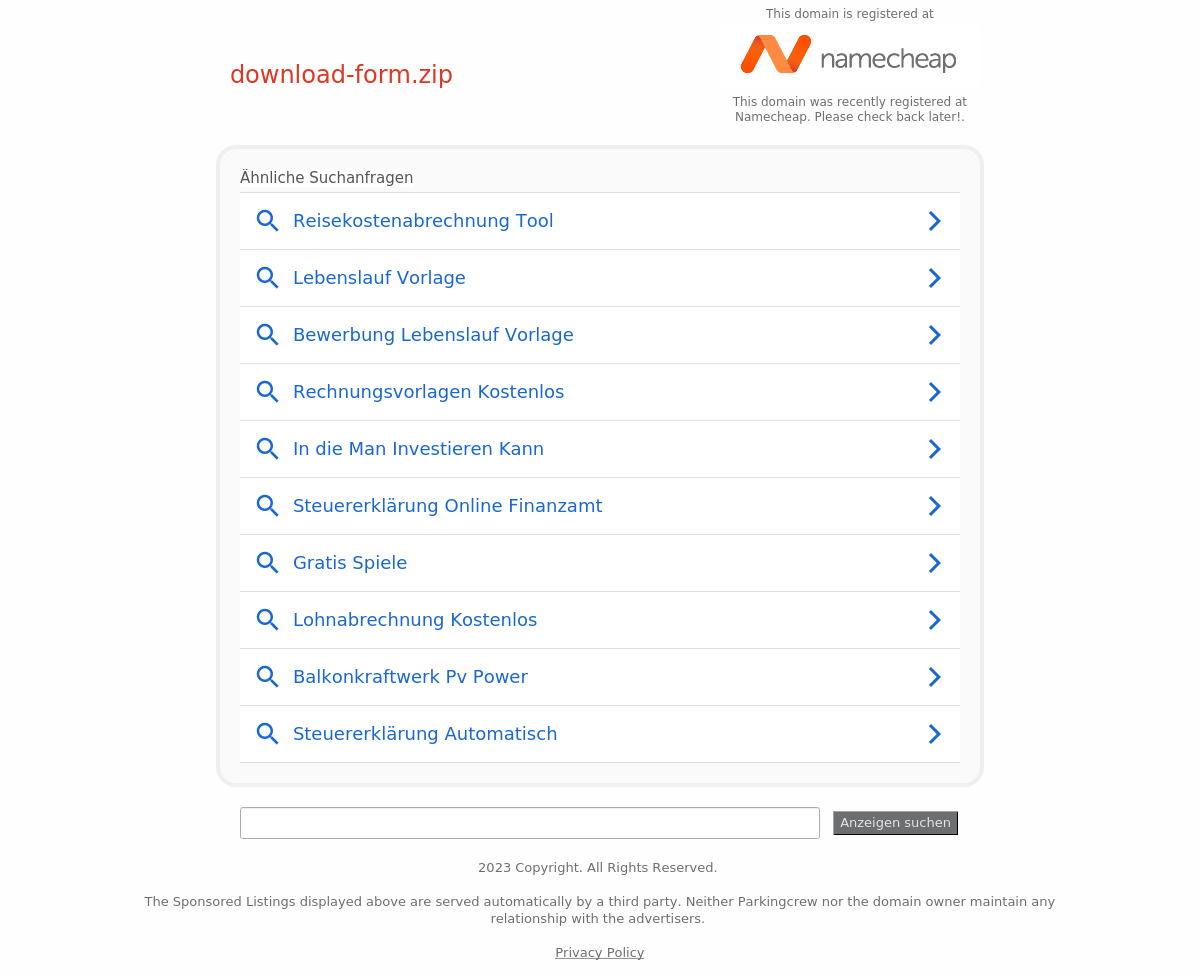 This domain is registered at
namecheap
download-form.zip
This domain was recently registered at
Namecheap. Please check back later!.
Ähnliche Suchanfragen
Reisekostenabrechnung Tool
Lebenslauf Vorlage
Bewerbung Lebenslauf Vorlage
Rechnungsvorlagen Kostenlos
In die Man Investieren Kann
Steuererklärung Online Finanzamt
Gratis Spiele
Lohnabrechnung Kostenlos
Balkonkraftwerk Pv Power
Steuererklärung Automatisch
Anzeigen suchen
2023 Copyright. All Rights Reserved.
The Sponsored Listings displayed above are served automatically by a third party. Neither Parkingcrew nor the domain owner maintain any
relationship with the advertisers.
Privacy Policy